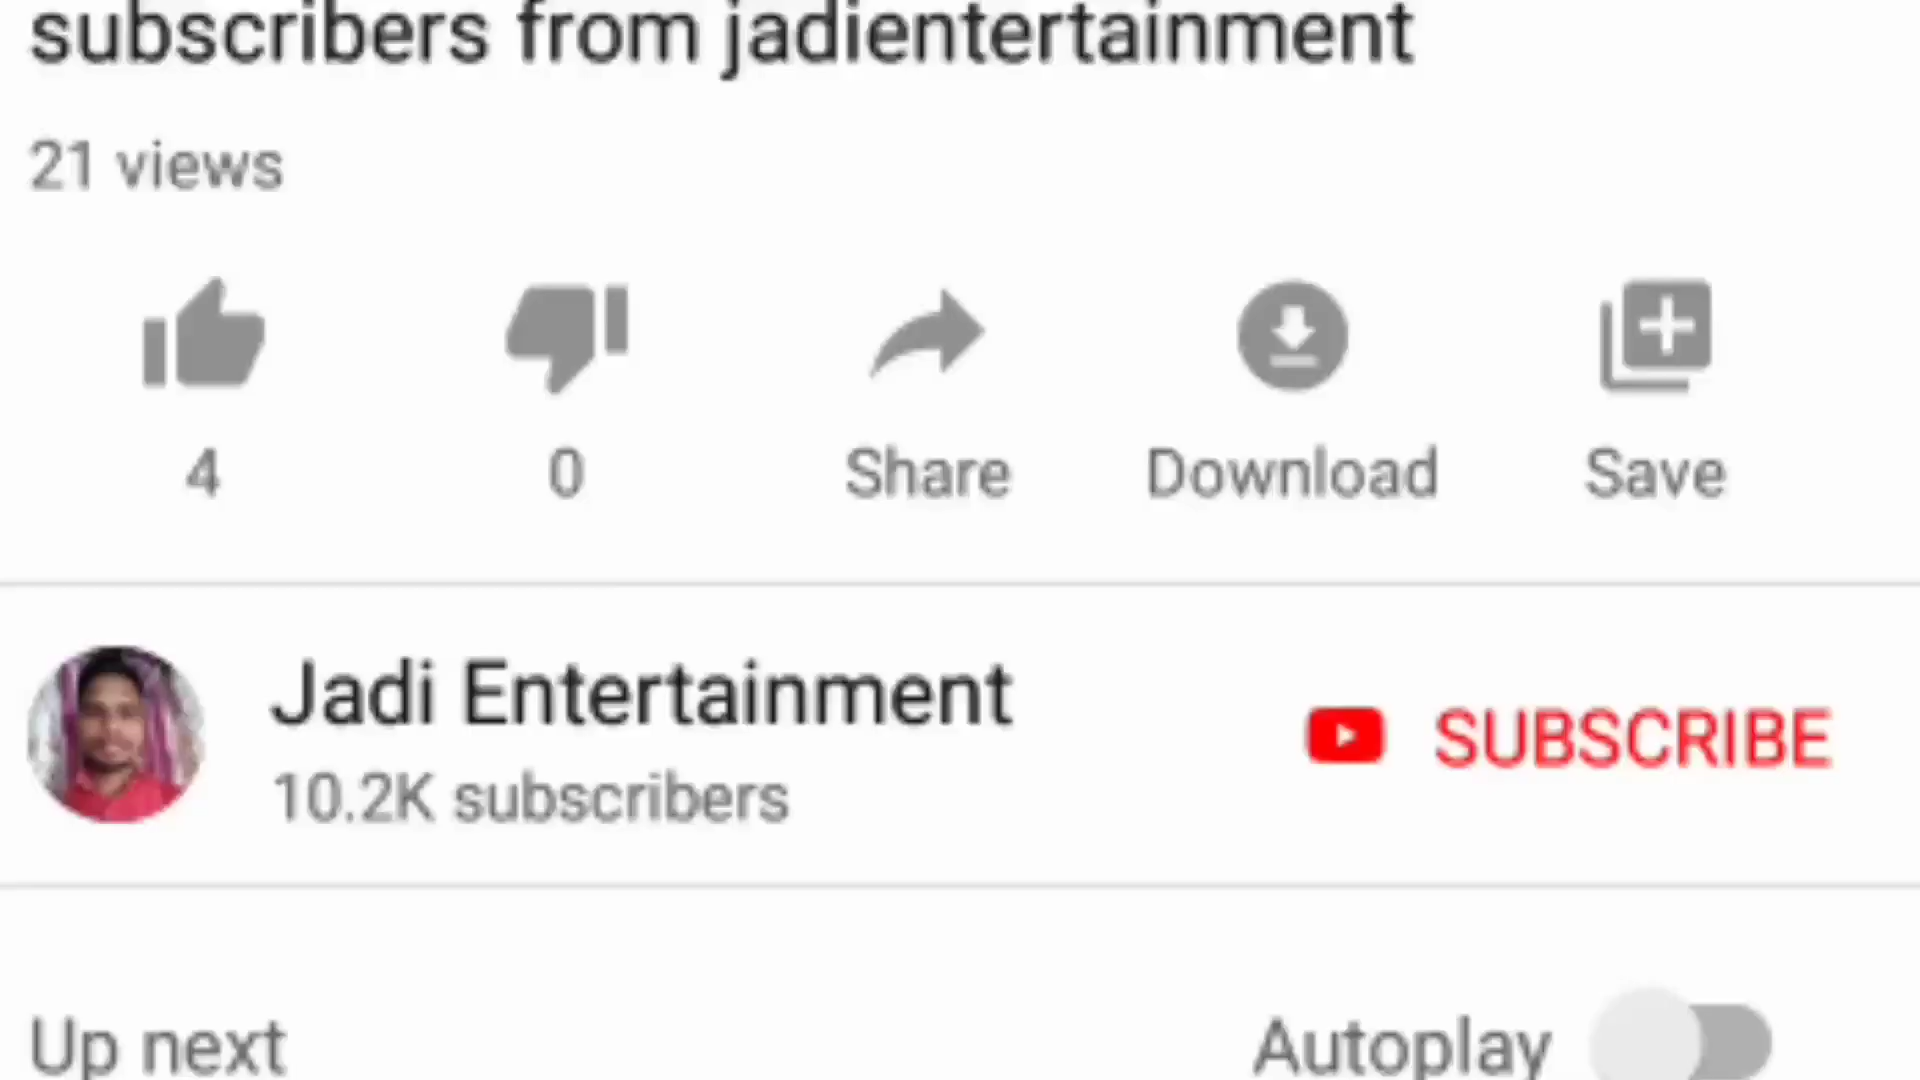 subscribers from jadientertainment
21 views
4 0 Share Download Save
Jadi Entertainment
SUBSCRIBE
10.2K subscribers
Up next Autoplay